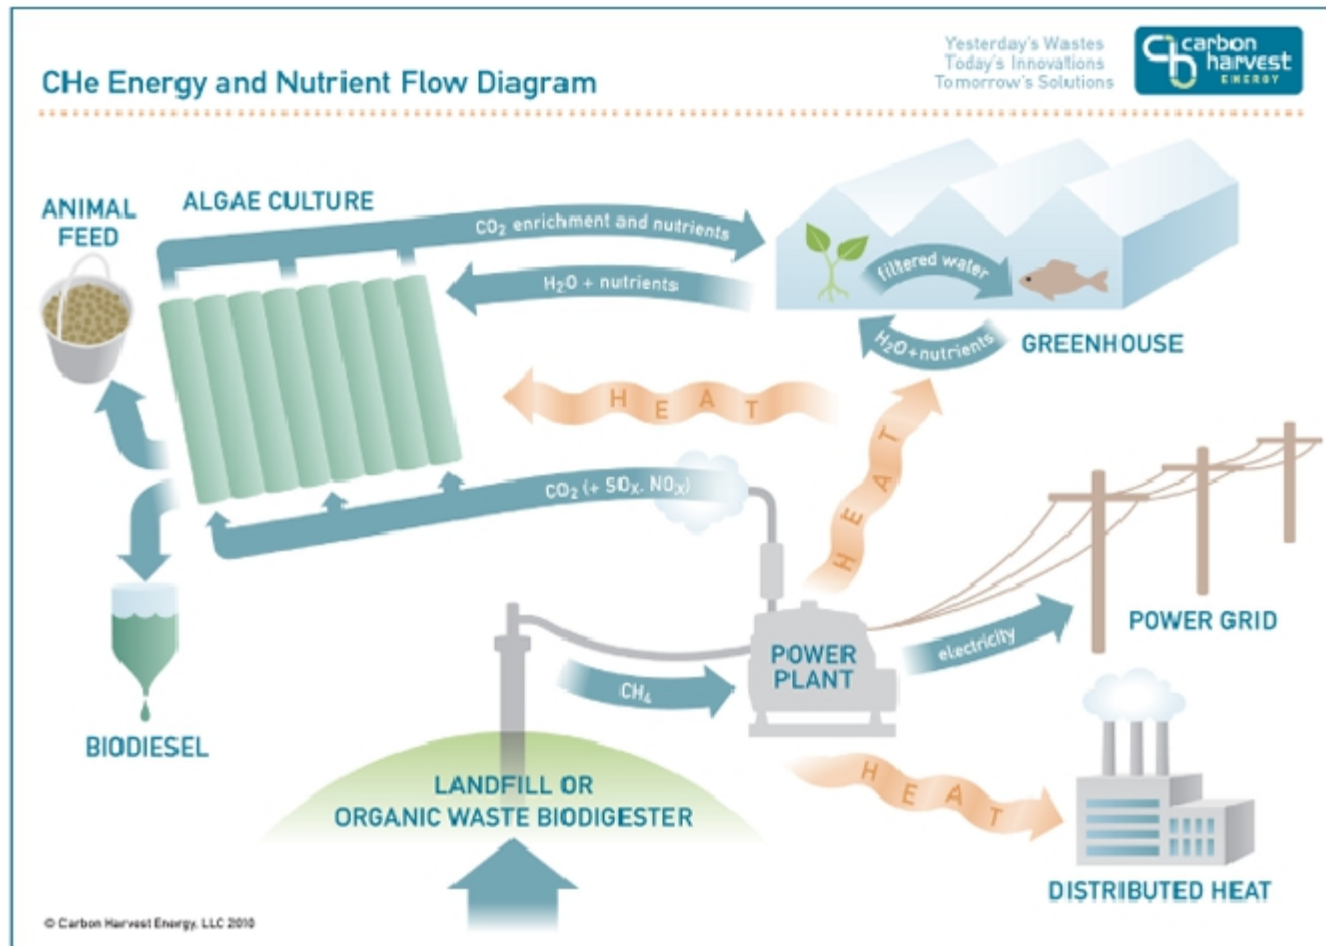 Yesterday's Wastes
Today's Innovations
Tomorrow's Solutions
carbon
harvest
ENERGY
CHe Energy and Nutrient Flow Diagram
ANIMAL
FEED
ALGAE CULTURE
CO₂ enrichment and nutrients
H₂O + nutrients
filtered water
H₂O+nutrients
GREENHOUSE
HEAT
HEAT
CO₂ (+ SOₓ, NOₓ)
electricity
POWER GRID
POWER
PLANT
CH₄
BIODIESEL
LANDFILL OR
ORGANIC WASTE BIODIGESTER
HEAT
DISTRIBUTED HEAT
© Carbon Harvest Energy, LLC 2010